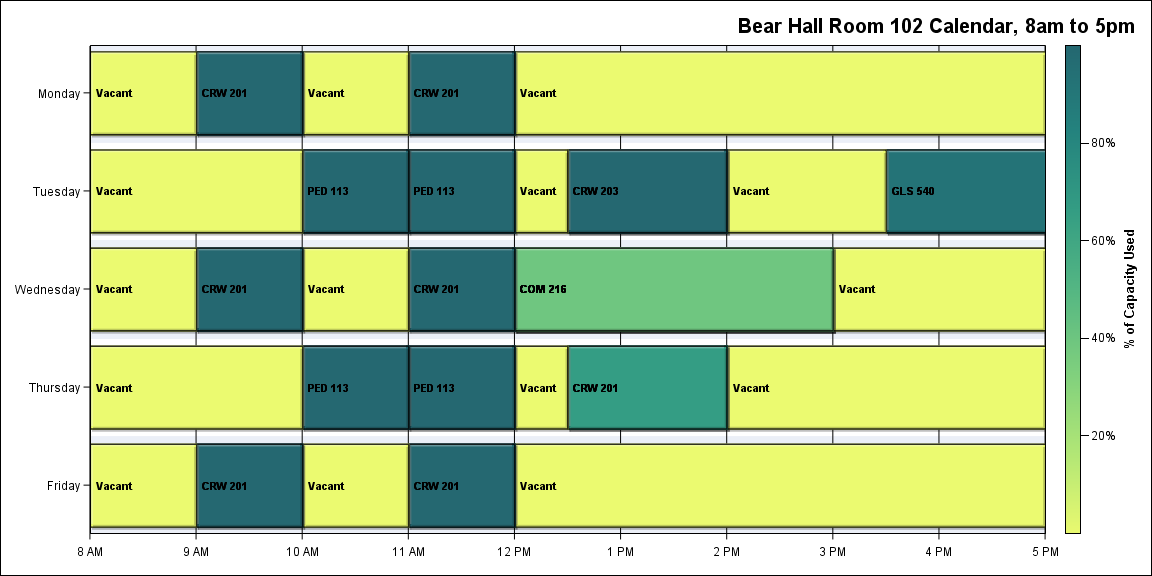 Bear Hall Room 102 Calendar, 8am to 5pm
Monday Vacant CRW 201 Vacant CRW 201 Vacant
Tuesday Vacant PED 113 PED 113 Vacant CRW 203 Vacant GLS 540
Wednesday Vacant CRW 201 Vacant CRW 201 COM 216 Vacant
Thursday Vacant PED 113 PED 113 Vacant CRW 201 Vacant
Friday Vacant CRW 201 Vacant CRW 201 Vacant
8 AM 9 AM 10 AM 11 AM 12 PM 1 PM 2 PM 3 PM 4 PM 5 PM
80%
60%
40%
20%
% of Capacity Used